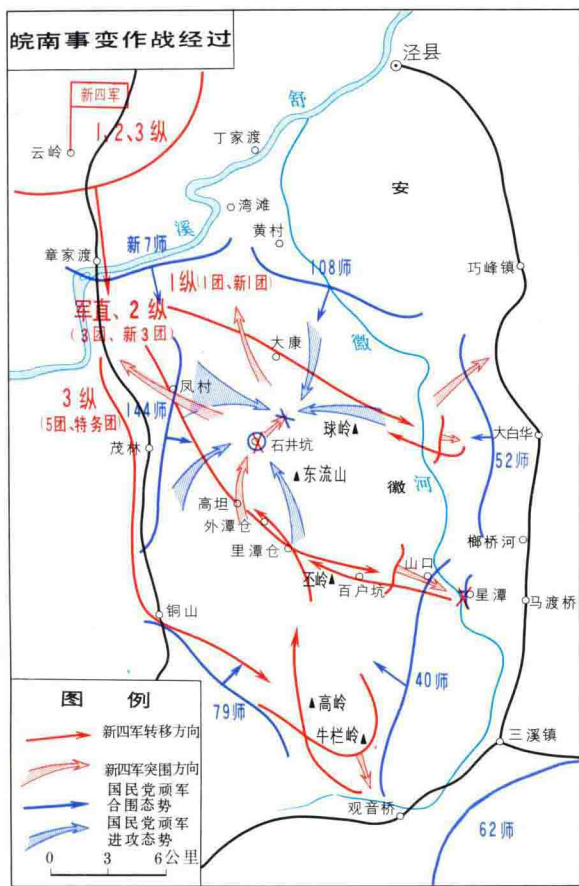 皖南事变作战经过
泾县
新四军
1、2、3纵
云岭
舒
丁家渡
安
溪
湾滩
新7师
黄村
章家渡
108师
巧峰镇
1纵(1团、新1团)
军直、2纵
(3团、新3团)
徽
大康
3纵
(5团、特务团)
144师
凤村
球岭
大白华
茂林
石井坑
52师
东流山
徽
河
高坦
外潭仓
榔桥河
里潭仓
丕岭
百户坑
山口
星潭
马渡桥
铜山
40师
79师
高岭
牛栏岭
三溪镇
观音桥
62师
图 例
新四军转移方向
新四军突围方向
国民党顽军
合围态势
国民党顽军
进攻态势
0 3 6公里